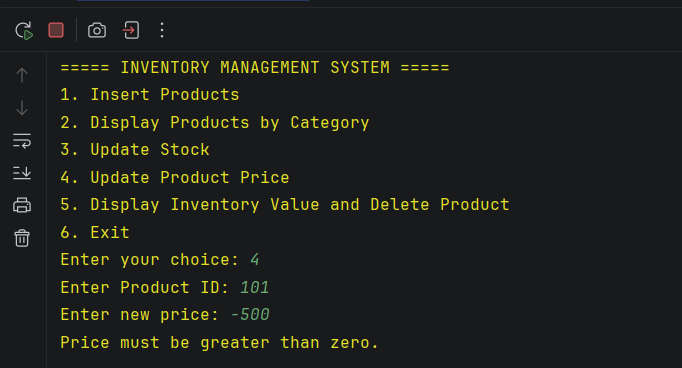 ===== INVENTORY MANAGEMENT SYSTEM =====
1. Insert Products
2. Display Products by Category
3. Update Stock
4. Update Product Price
5. Display Inventory Value and Delete Product
6. Exit
Enter your choice: 4
Enter Product ID: 101
Enter new price: -500
Price must be greater than zero.